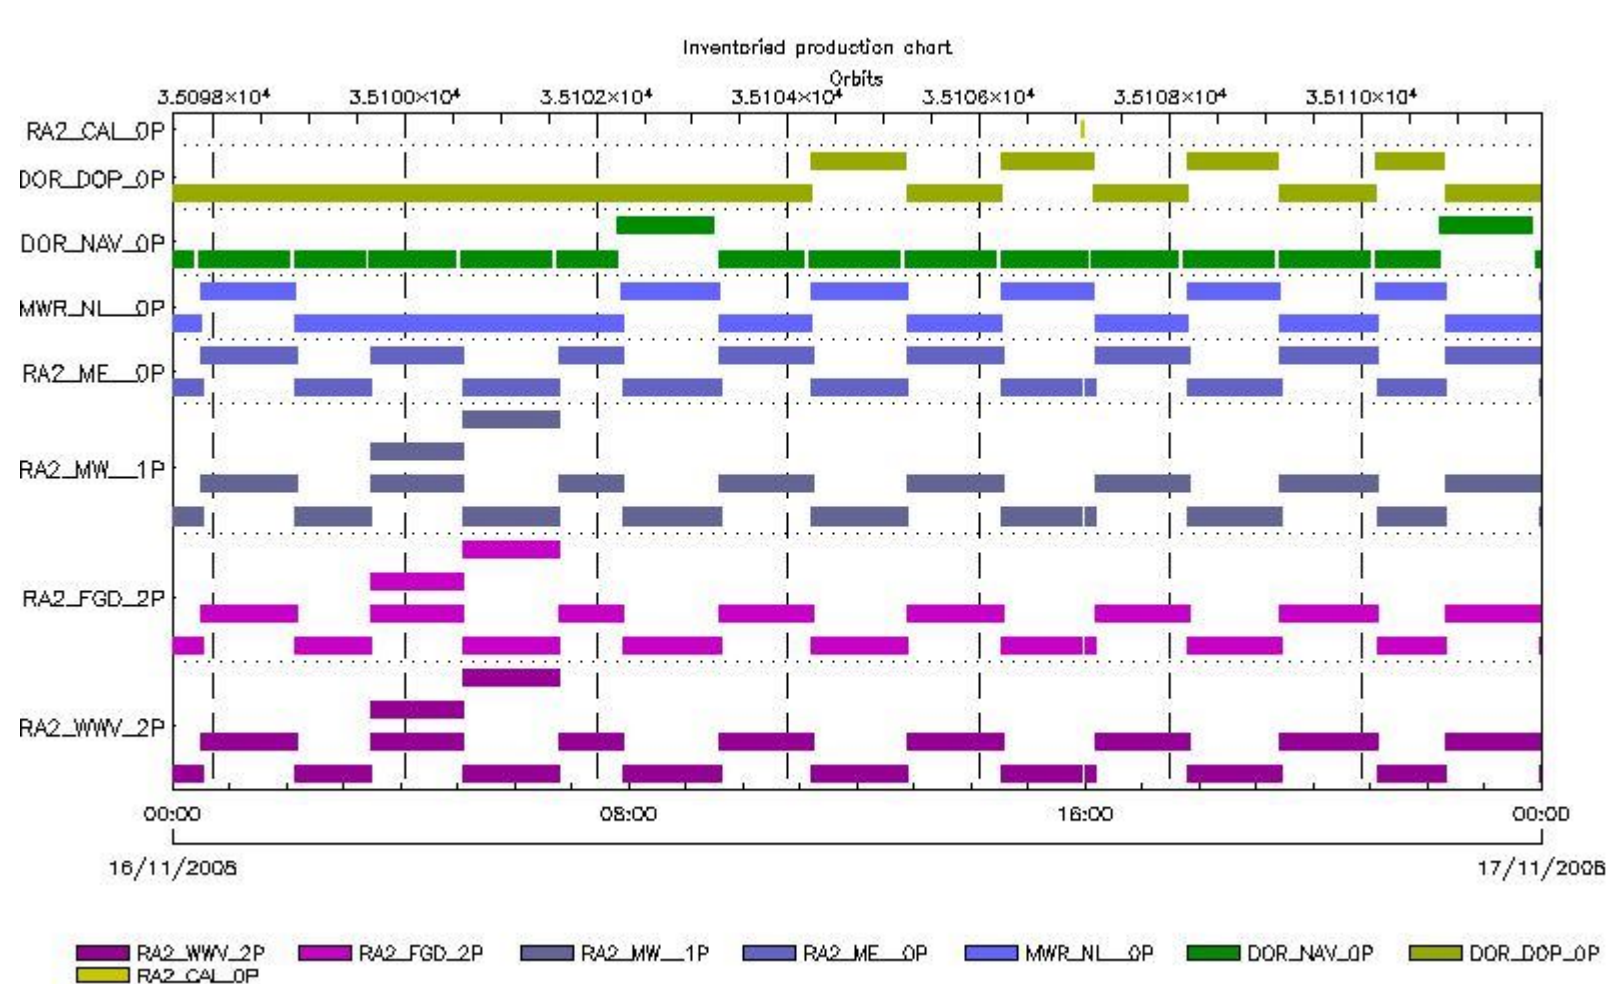 Inventoried production chart
Orbits
3.5098×10⁴ 3.5100×10⁴ 3.5102×10⁴ 3.5104×10⁴ 3.5106×10⁴ 3.5108×10⁴ 3.5110×10⁴
RA2_CAL_0P
DOR_DOP_0P
DOR_NAV_0P
MWR_NL__0P
RA2_ME__0P
RA2_MW__1P
RA2_FGD_2P
RA2_WWV_2P
00:00 08:00 16:00 00:00
16/11/2008 17/11/2008
RA2_WWV_2P RA2_FGD_2P RA2_MW__1P RA2_ME__0P MWR_NL__0P DOR_NAV_0P DOR_DOP_0P
RA2_CAL_0P